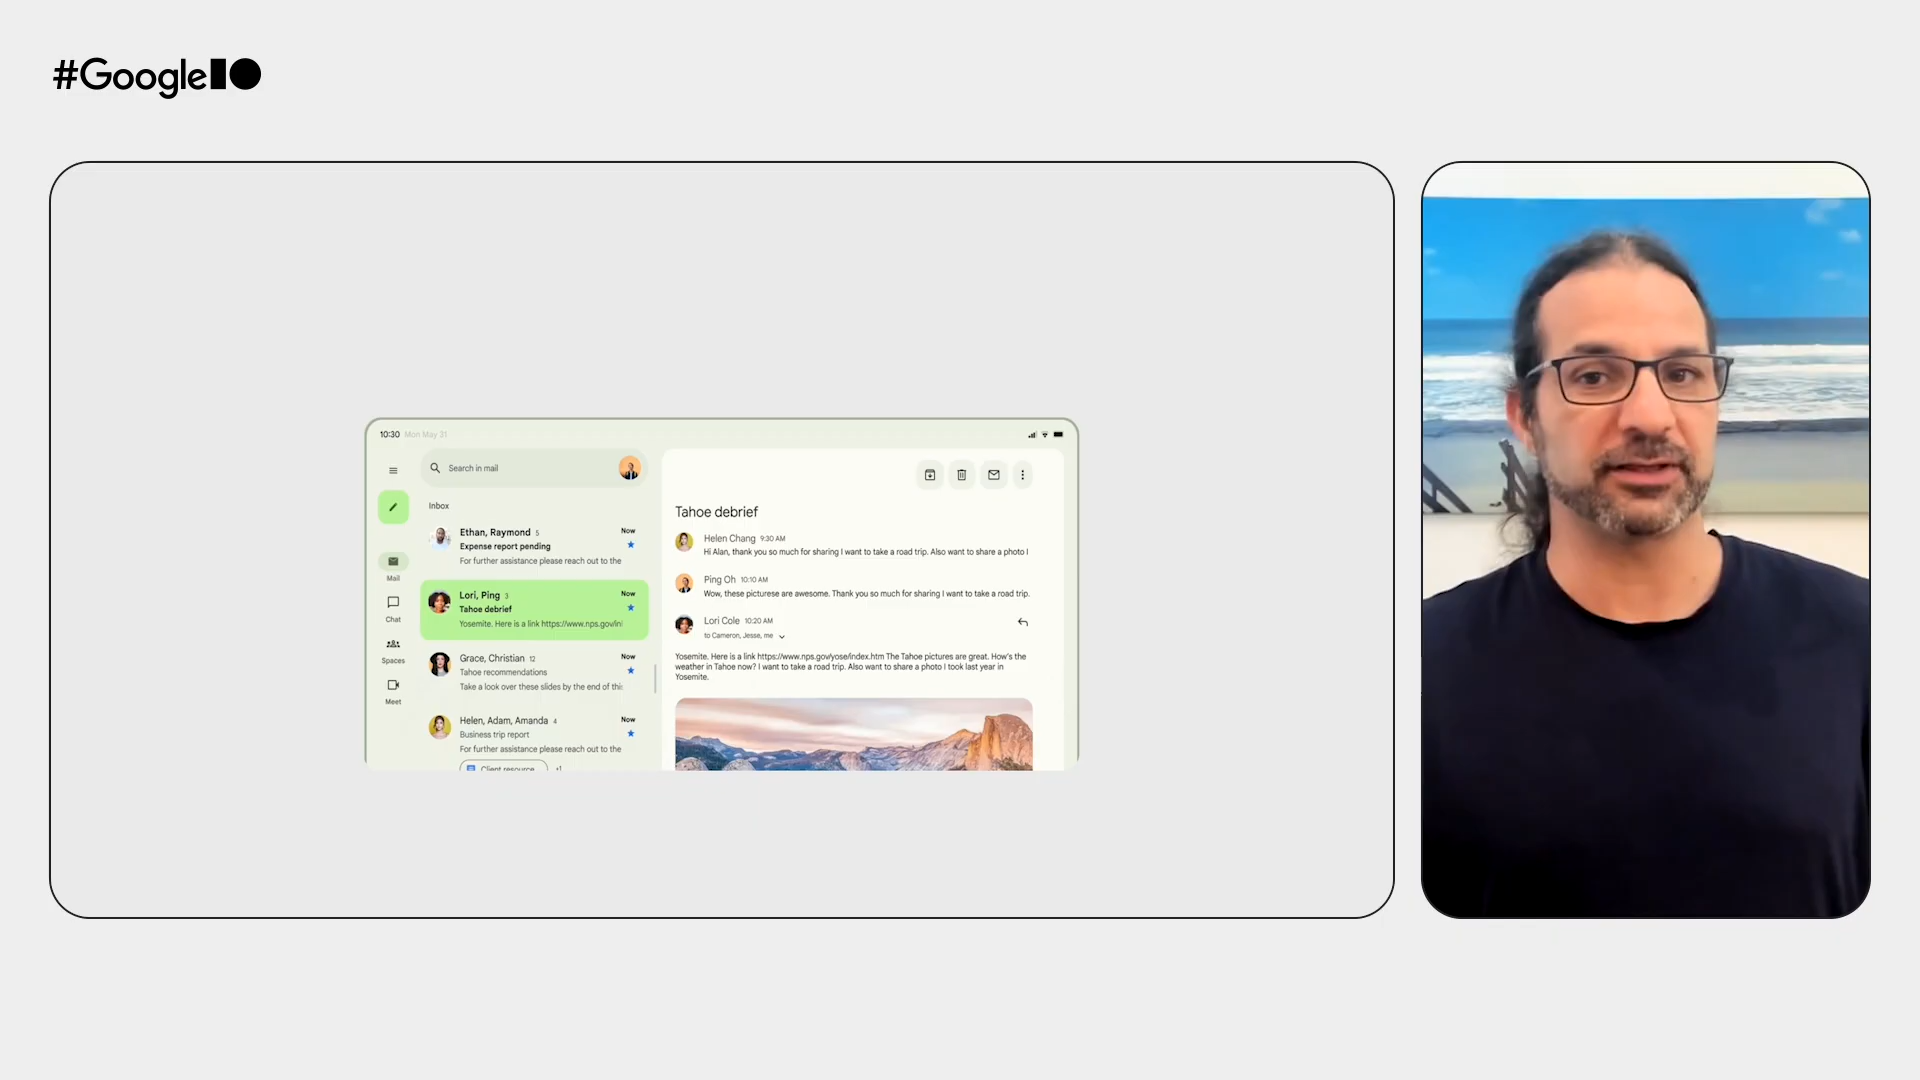 #GoogleIO
10:30 Mon May 31
Search in mail
Inbox
Ethan, Raymond 5 Now
Expense report pending
For further assistance please reach out to the
Lori, Ping 3 Now
Tahoe debrief
Yosemite. Here is a link https://www.nps.gov/in
Grace, Christian 12 Now
Tahoe recommendations
Take a look over these slides by the end of this
Helen, Adam, Amanda 4 Now
Business trip report
For further assistance please reach out to the
Client resource +1
Mail
Chat
Spaces
Meet
Tahoe debrief
Helen Chang 9:30 AM
Hi Alan, thank you so much for sharing I want to take a road trip. Also want to share a photo I
Ping Oh 10:10 AM
Wow, these picturese are awesome. Thank you so much for sharing I want to take a road trip.
Lori Cole 10:20 AM
to Cameron, Jesse, me
Yosemite. Here is a link https://www.nps.gov/yose/index.htm The Tahoe pictures are great. How's the
weather in Tahoe now? I want to take a road trip. Also want to share a photo I took last year in
Yosemite.